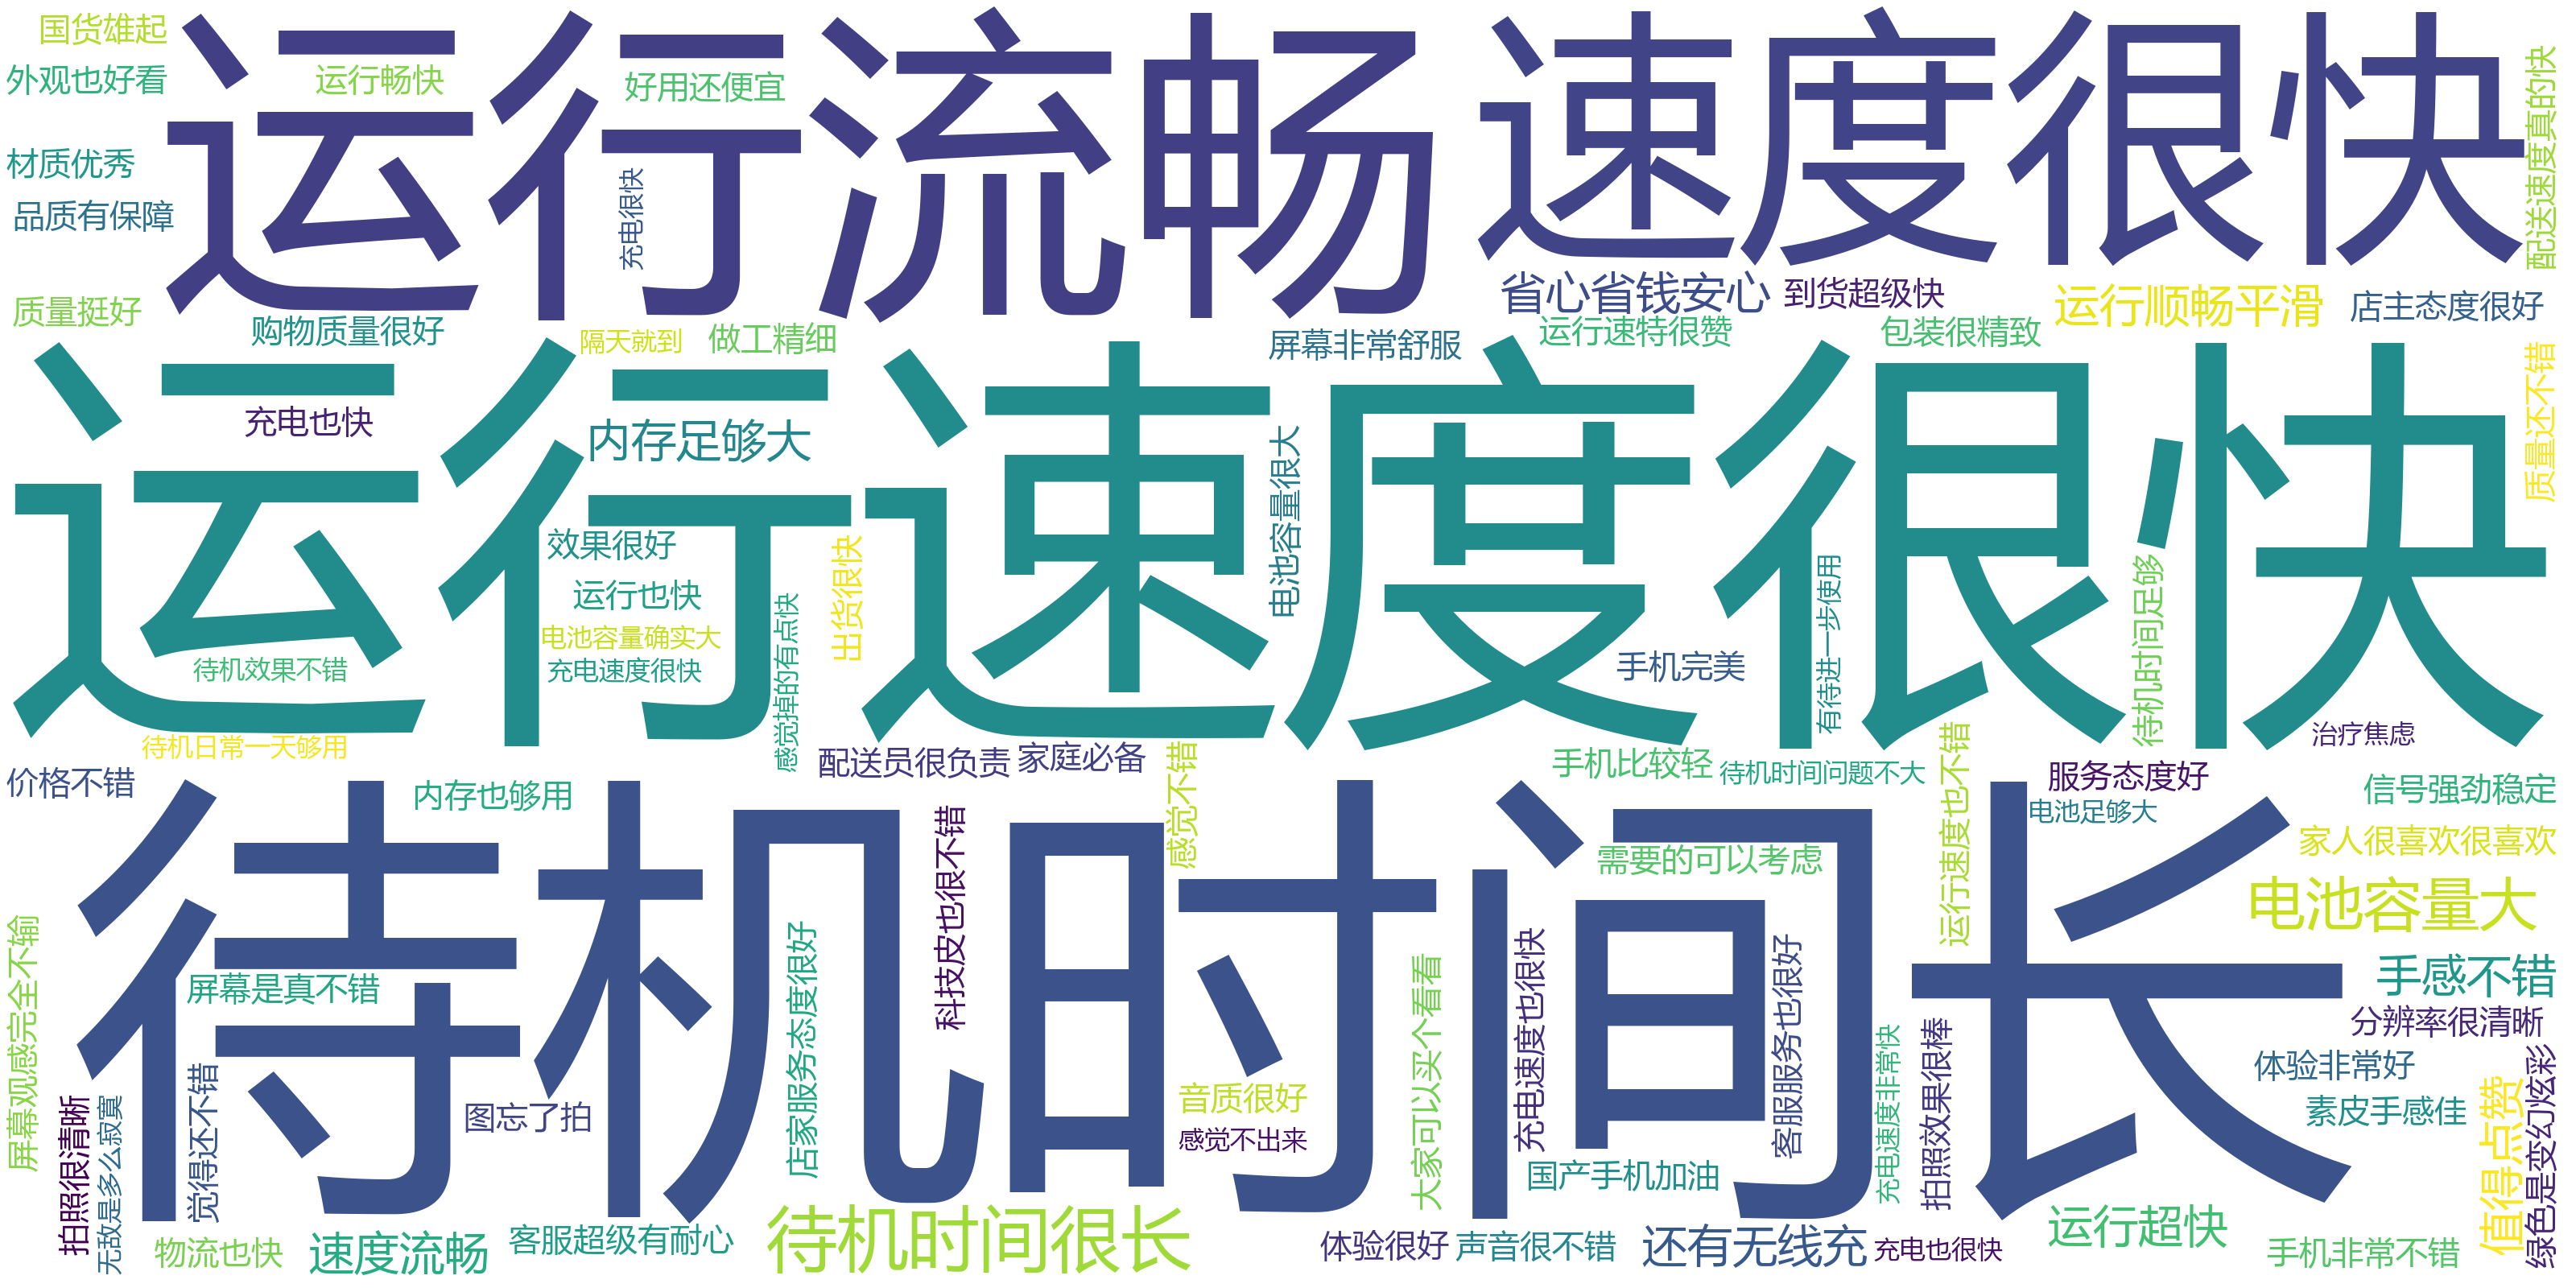 国货雄起
外观也好看
运行畅快
好用还便宜
运行流畅
速度很快
配送速度真的快
材质优秀
品质有保障
充电很快
质量挺好
购物质量很好
隔天就到
做工精细
屏幕非常舒服
省心省钱安心
到货超级快
运行速特很赞
包装很精致
运行顺畅平滑
店主态度很好
运行速度很快
充电也快
内存足够大
电池容量很大
质量还不错
效果很好
运行也快
电池容量确实大
充电速度很快
感觉掉的有点快
出货很快
待机效果不错
待机日常一天够用
手机完美
有待进一步使用
待机时间足够
治疗焦虑
价格不错
内存也够用
配送员很负责
家庭必备
感觉不错
手机比较轻
待机时间问题不大
运行速度也不错
服务态度好
电池足够大
信号强劲稳定
家人很喜欢很喜欢
待机时间长
科技皮也很不错
需要的可以考虑
电池容量大
手感不错
分辨率很清晰
屏幕观感完全不输
屏幕是真不错
店家服务态度很好
大家可以买个看看
充电速度也很快
客服服务也很好
充电速度非常快
拍照效果很棒
体验非常好
素皮手感佳
值得点赞
绿色是变幻炫彩
拍照很清晰
无敌是多么寂寞
觉得还不错
图忘了拍
音质很好
感觉不出来
国产手机加油
物流也快
速度流畅
客服超级有耐心
待机时间很长
体验很好
声音很不错
还有无线充
充电也很快
运行超快
手机非常不错